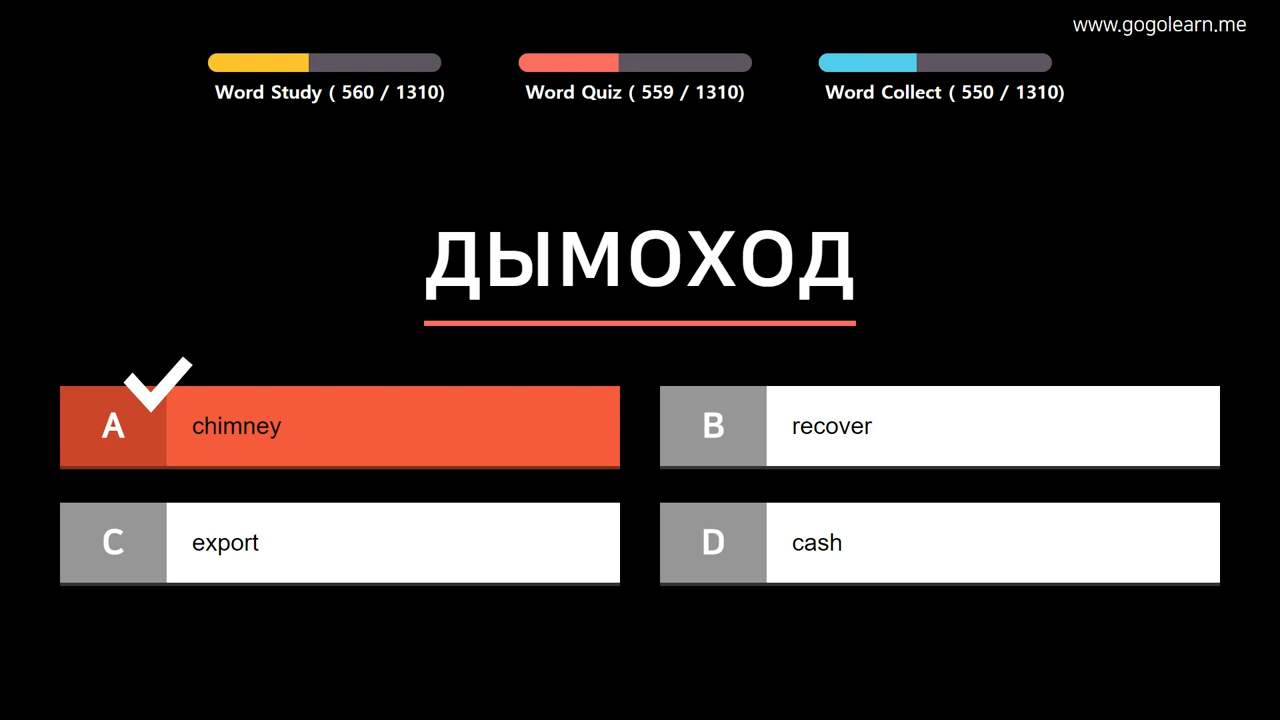 www.gogolearn.me
Word Study ( 560 / 1310)
Word Quiz ( 559 / 1310)
Word Collect ( 550 / 1310)
ДЫМОХОД
A chimney
B recover
C export
D cash